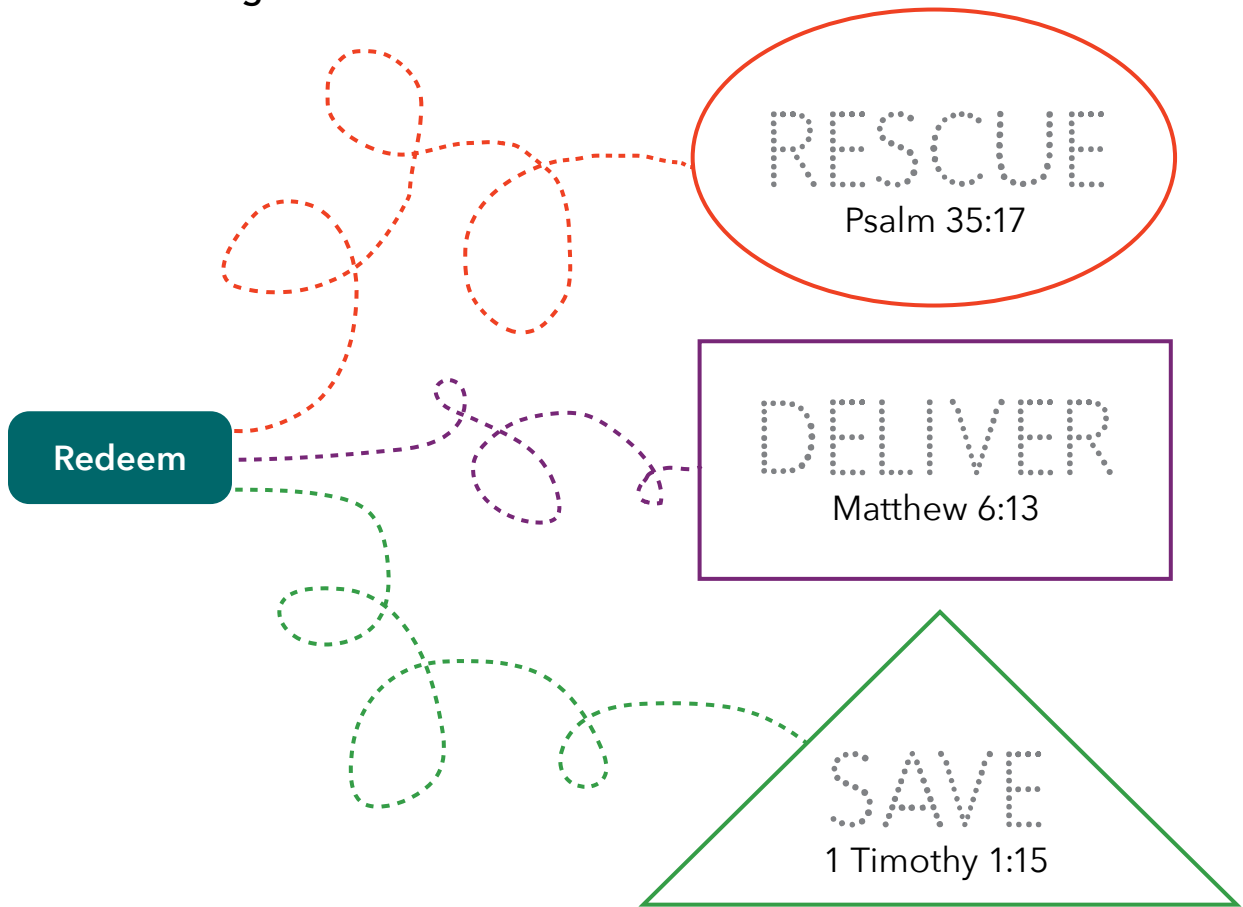 Redeem
RESCUE
Psalm 35:17
DELIVER
Matthew 6:13
SAVE
1 Timothy 1:15